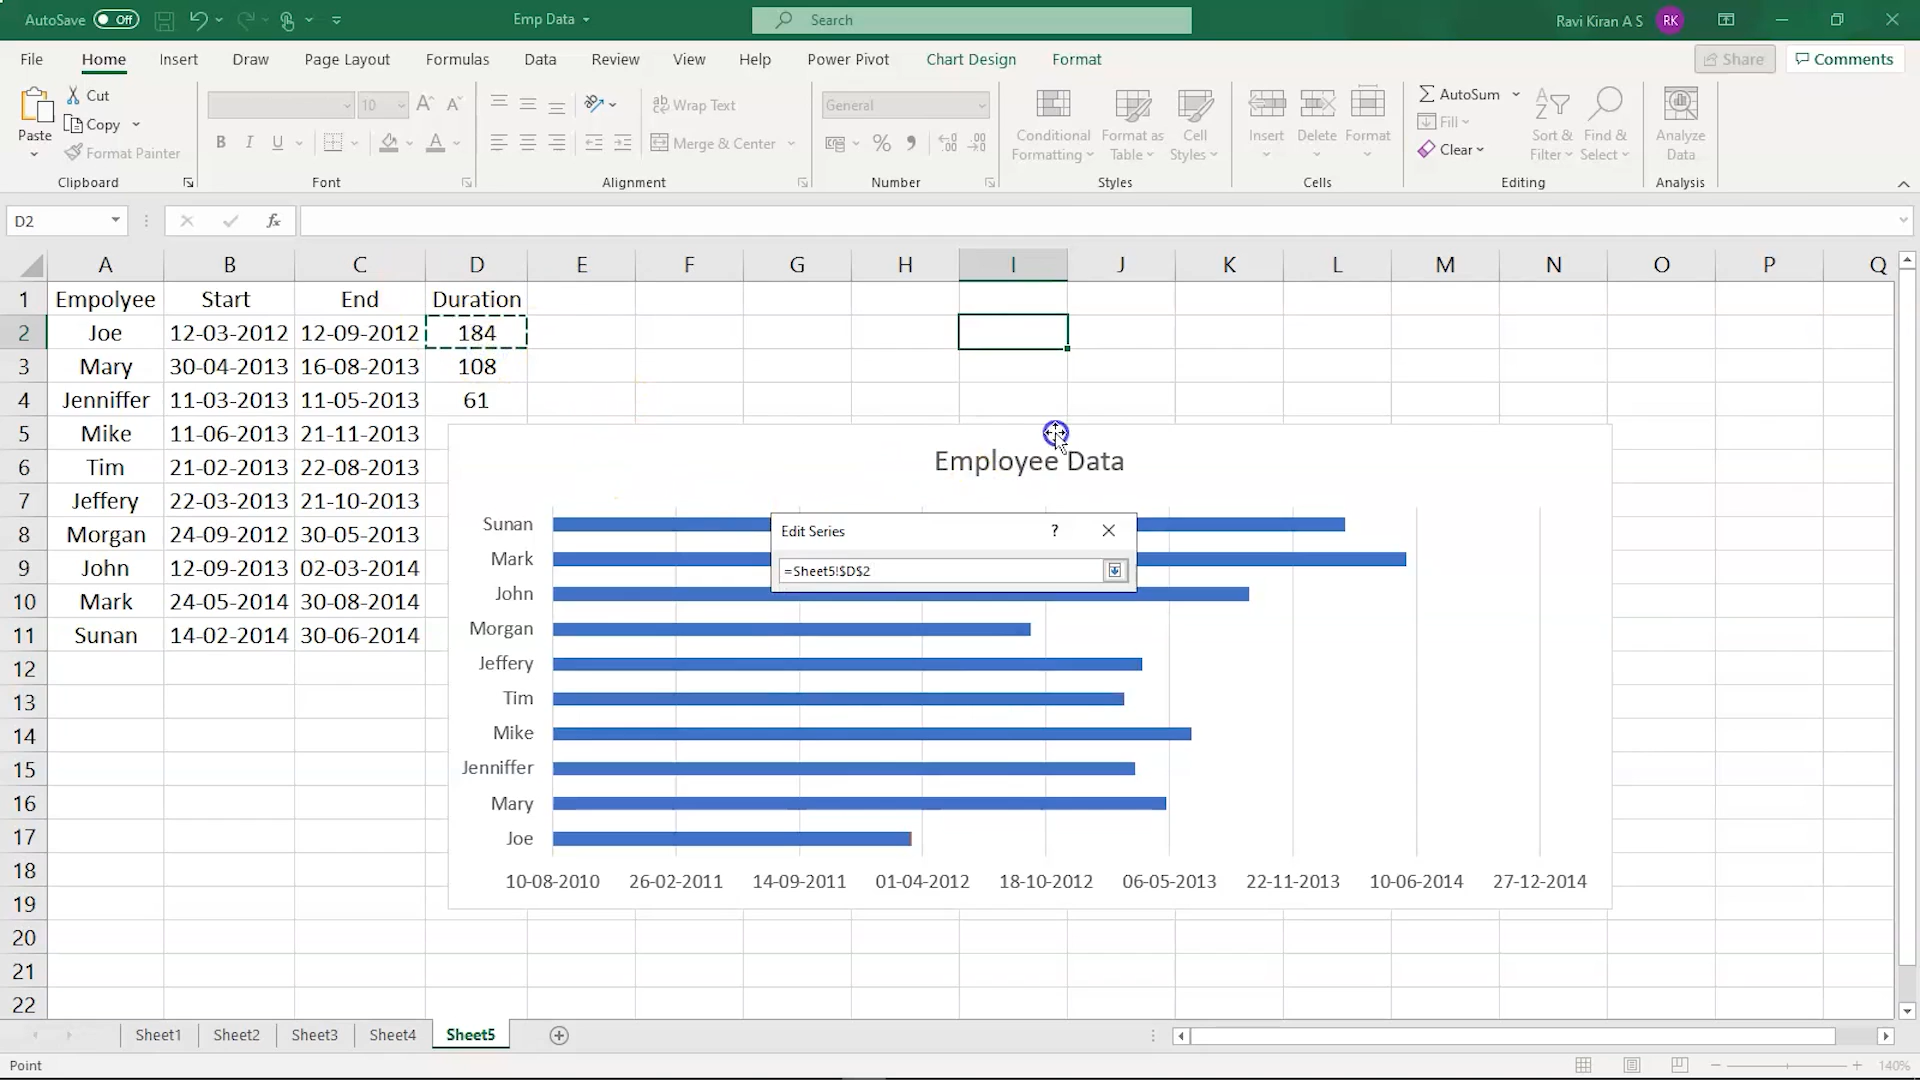 AutoSave Off Emp Data Search Ravi Kiran A S RK
File Home Insert Draw Page Layout Formulas Data Review View Help Power Pivot Chart Design Format Share Comments
Paste Cut Copy Format Painter
Clipboard
10 A A B I U A
Font
ab Wrap Text
Merge & Center
Alignment
General
%
Number
Conditional Formatting Format as Table Cell Styles
Styles
Insert Delete Format
Cells
AutoSum Fill Clear Sort & Filter Find & Select
Editing
Analyze Data
Analysis
D2 fx
A B C D E F G H I J K L M N O P Q
1 Empolyee Start End Duration
2 Joe 12-03-2012 12-09-2012 184
3 Mary 30-04-2013 16-08-2013 108
4 Jenniffer 11-03-2013 11-05-2013 61
5 Mike 11-06-2013 21-11-2013
6 Tim 21-02-2013 22-08-2013
7 Jeffery 22-03-2013 21-10-2013
8 Morgan 24-09-2012 30-05-2013
9 John 12-09-2013 02-03-2014
10 Mark 24-05-2014 30-08-2014
11 Sunan 14-02-2014 30-06-2014
12
13
14
15
16
17
18
19
20
21
22
Employee Data
Edit Series ?
=Sheet5!$D$2
Sunan
Mark
John
Morgan
Jeffery
Tim
Mike
Jenniffer
Mary
Joe
10-08-2010 26-02-2011 14-09-2011 01-04-2012 18-10-2012 06-05-2013 22-11-2013 10-06-2014 27-12-2014
Sheet1 Sheet2 Sheet3 Sheet4 Sheet5
Point 140%